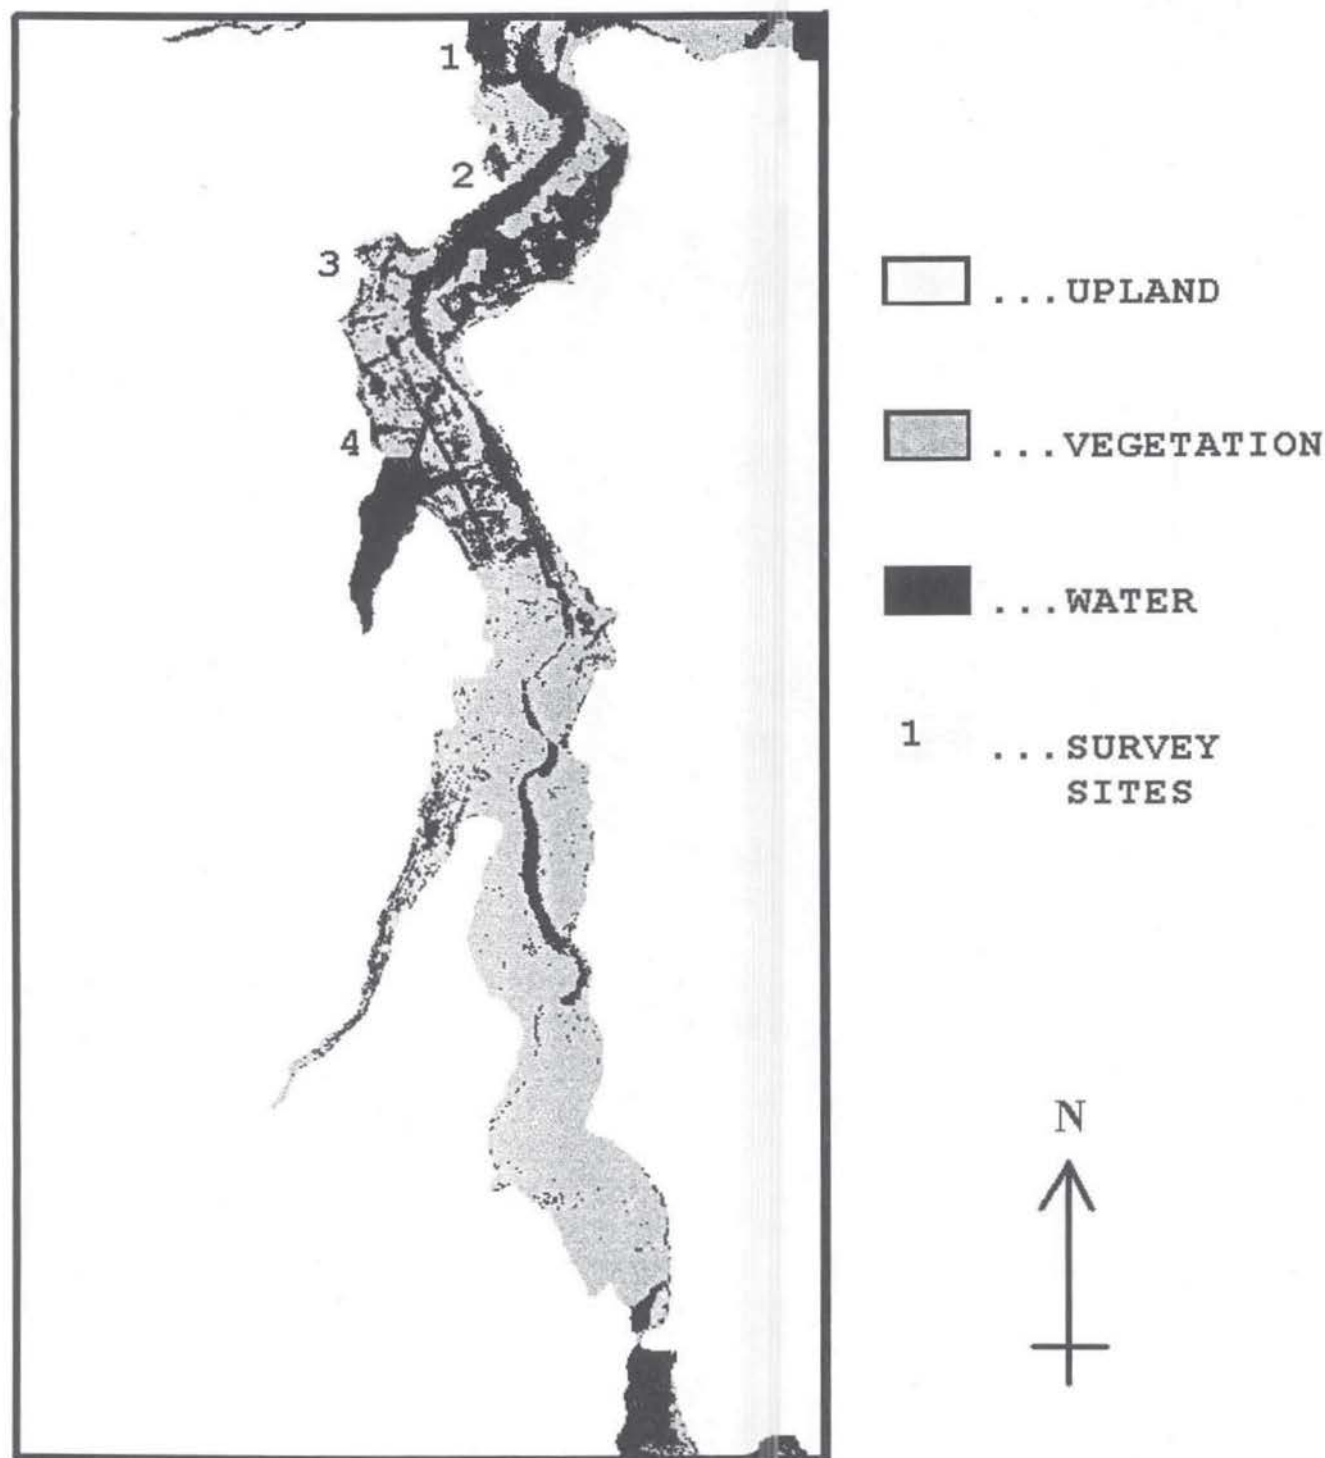 1
2
3
4
...UPLAND
...VEGETATION
...WATER
1 ...SURVEY
SITES
N